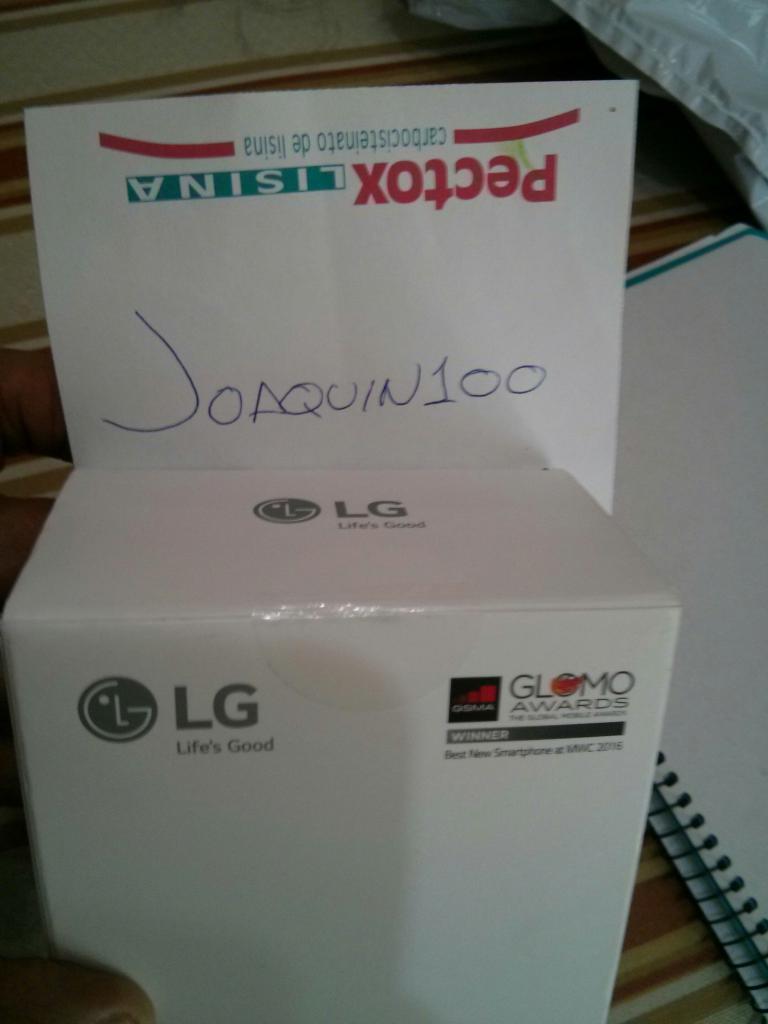 carbocisteinato de lisina
Pectox LISINA
JOAQUIN100
LG
Life's Good
LG
Life's Good
GSMA
GLOMO
AWARDS
THE GLOBAL MOBILE AWARDS
WINNER
Best New Smartphone at MWC 2016